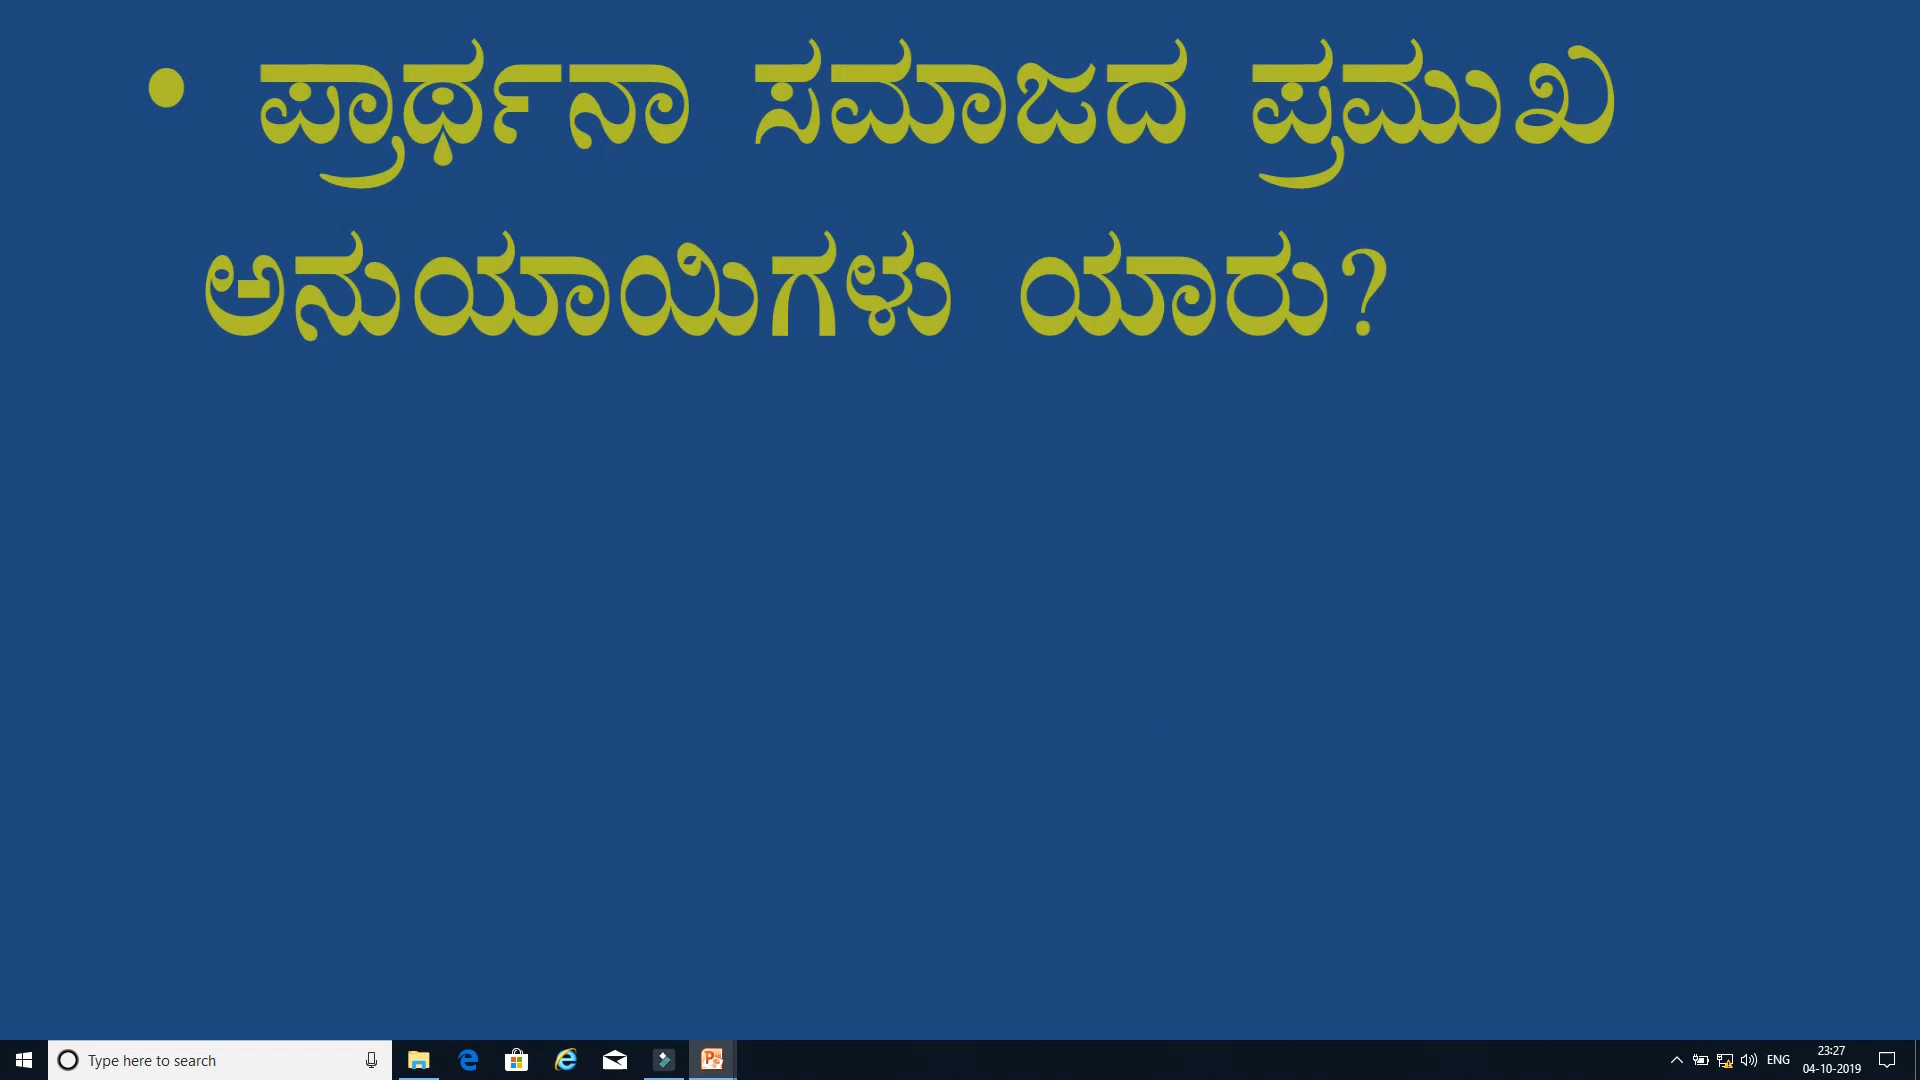 • ಪ್ರಾರ್ಥನಾ ಸಮಾಜದ ಪ್ರಮುಖ
ಅನುಯಾಯಿಗಳು ಯಾರು?
Type here to search
ENG
23:27
04-10-2019